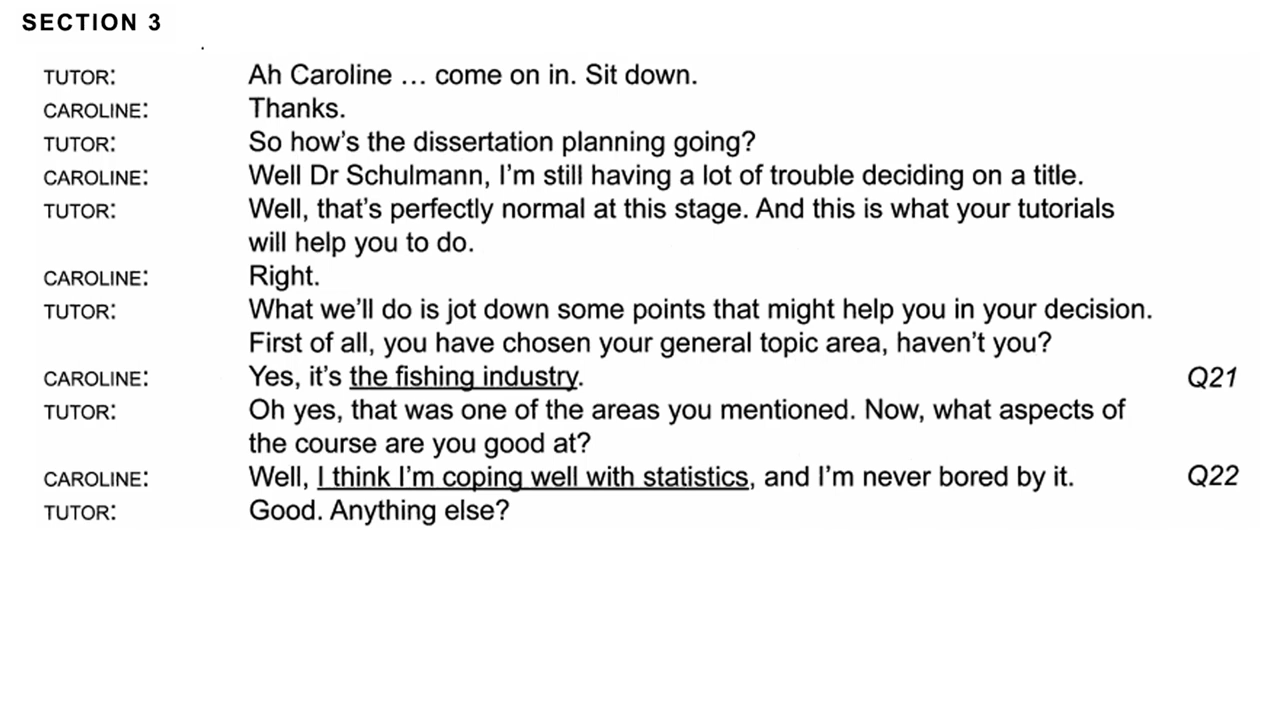 SECTION 3
TUTOR: Ah Caroline … come on in. Sit down.
CAROLINE: Thanks.
TUTOR: So how's the dissertation planning going?
CAROLINE: Well Dr Schulmann, I'm still having a lot of trouble deciding on a title.
TUTOR: Well, that's perfectly normal at this stage. And this is what your tutorials
will help you to do.
CAROLINE: Right.
TUTOR: What we'll do is jot down some points that might help you in your decision.
First of all, you have chosen your general topic area, haven't you?
CAROLINE: Yes, it's the fishing industry. Q21
TUTOR: Oh yes, that was one of the areas you mentioned. Now, what aspects of
the course are you good at?
CAROLINE: Well, I think I'm coping well with statistics, and I'm never bored by it. Q22
TUTOR: Good. Anything else?